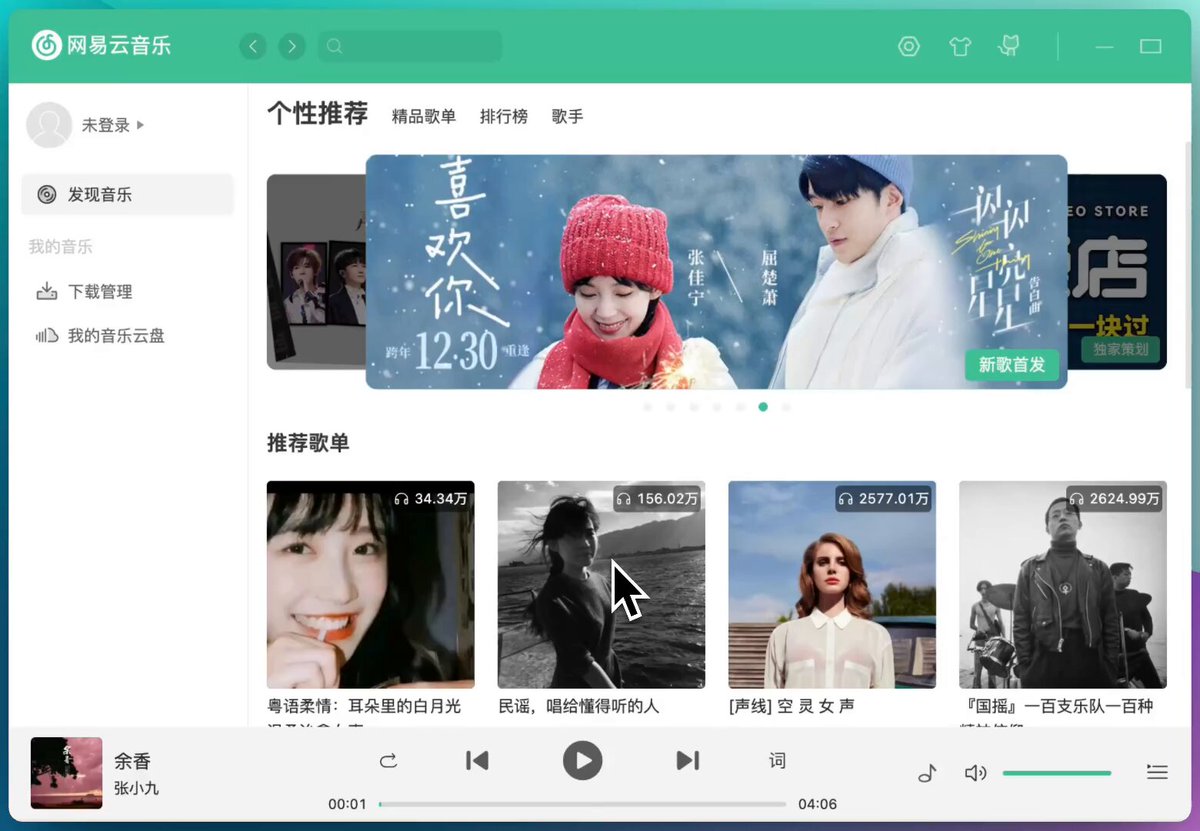 网易云音乐
未登录
发现音乐
我的音乐
下载管理
我的音乐云盘
个性推荐 精品歌单 排行榜 歌手
喜欢你
跨年 12·30 重逢
张佳宁
屈楚萧
闪闪亮星星
告白曲
新歌首发
EO STORE
店
一块过
独家策划
推荐歌单
34.34万
156.02万
2577.01万
2624.99万
粤语柔情：耳朵里的白月光
民谣，唱给懂得听的人
[声线] 空 灵 女 声
『国摇』一百支乐队一百种
余香
张小九
词
00:01
04:06